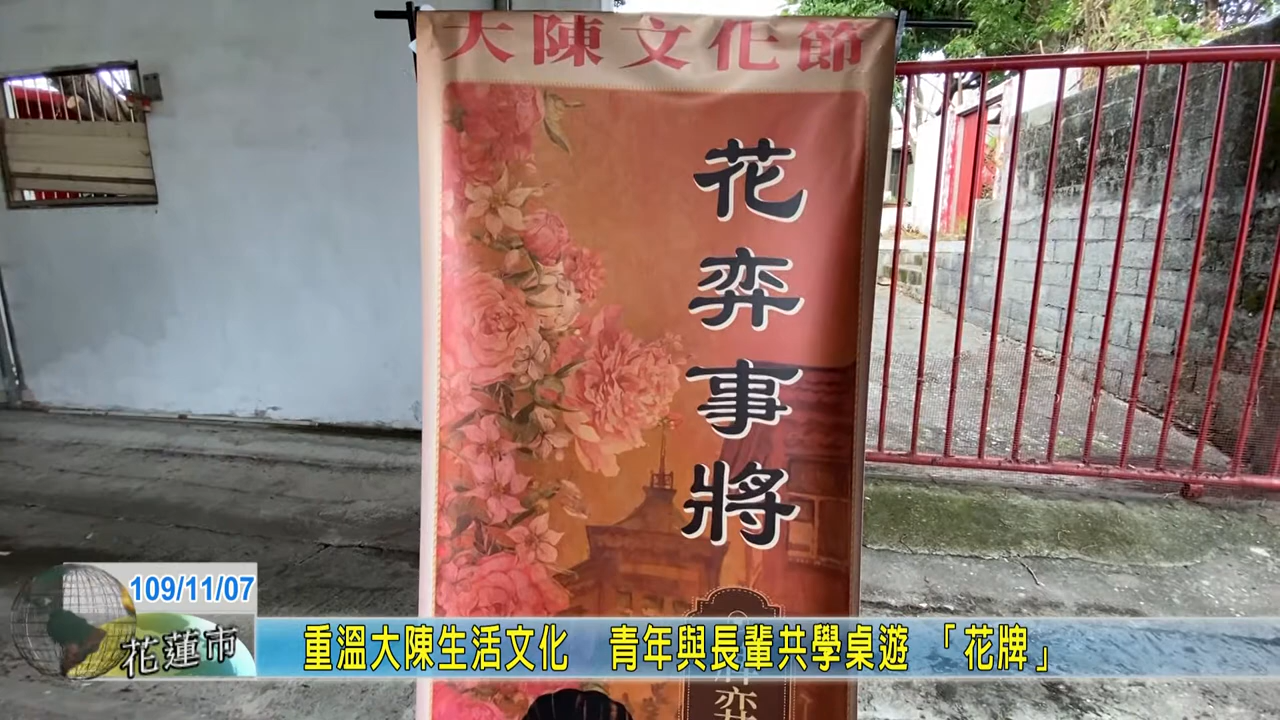 大陳文化節
花弈事將
109/11/07
花蓮市
重溫大陳生活文化 青年與長輩共學桌遊 「花牌」